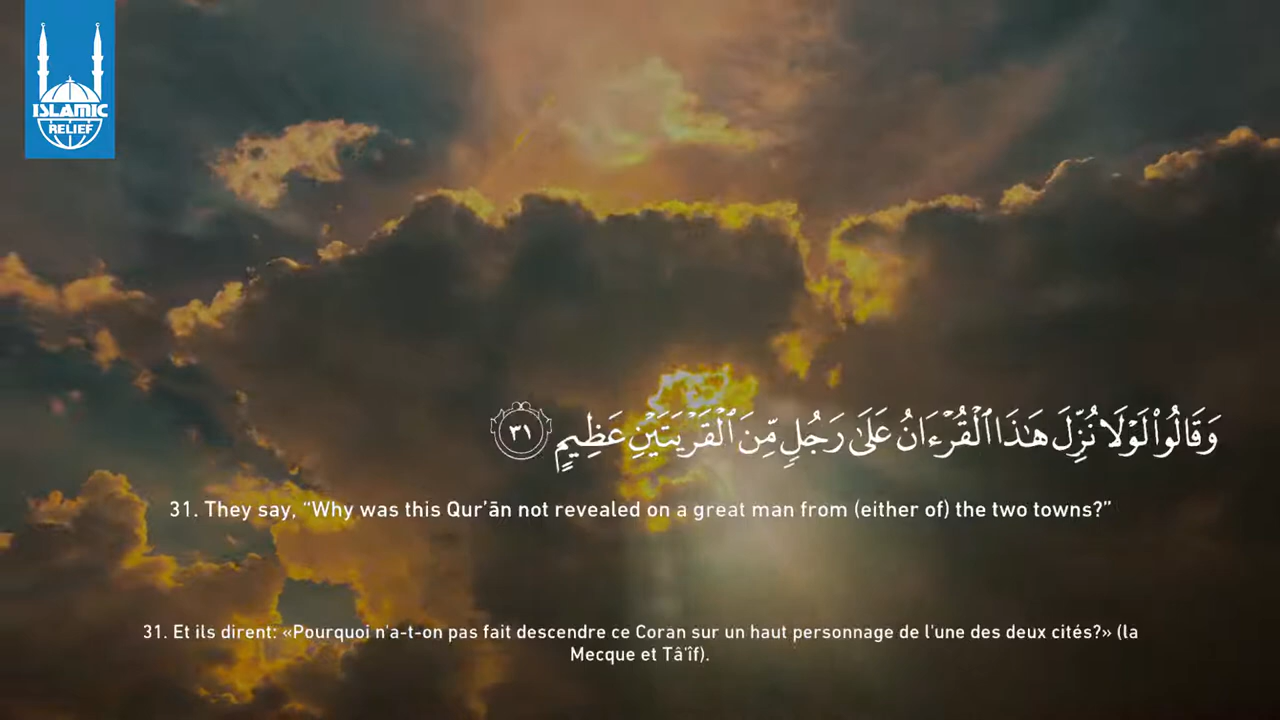 ISLAMIC
RELIEF
وَقَالُوا۟ لَوْلَا نُزِّلَ هَـٰذَا ٱلْقُرْءَانُ عَلَىٰ رَجُلٍ مِّنَ ٱلْقَرْيَتَيْنِ عَظِيمٍ ٣١
31. They say, “Why was this Qur’ān not revealed on a great man from (either of) the two towns?”
31. Et ils dirent: «Pourquoi n'a-t-on pas fait descendre ce Coran sur un haut personnage de l'une des deux cités?» (la
Mecque et Tâ'îf).